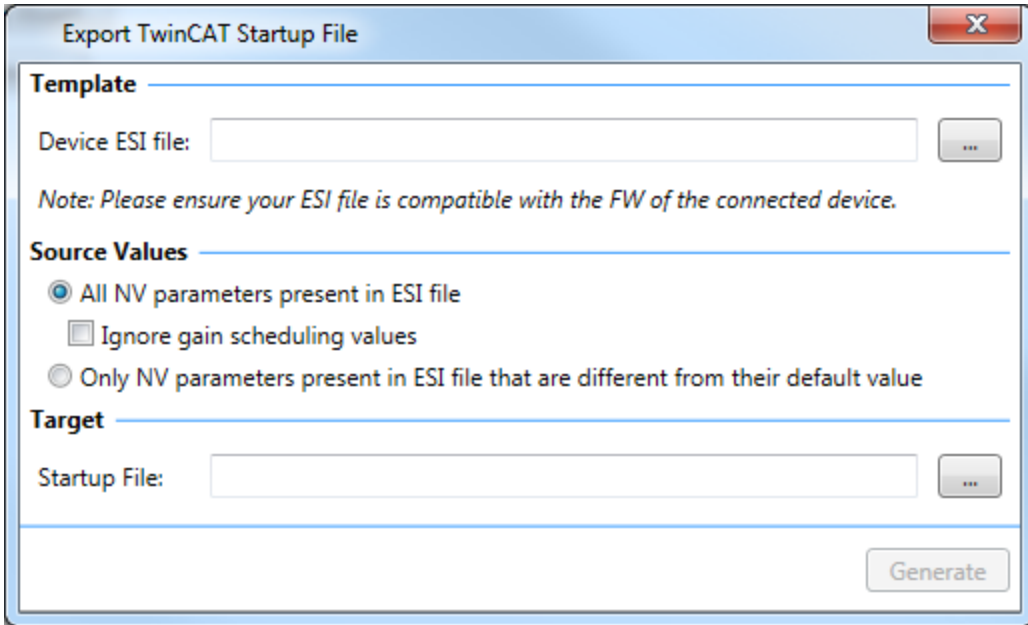 Export TwinCAT Startup File
Template
Device ESI file:
...
Note: Please ensure your ESI file is compatible with the FW of the connected device.
Source Values
All NV parameters present in ESI file
Ignore gain scheduling values
Only NV parameters present in ESI file that are different from their default value
Target
Startup File:
...
Generate